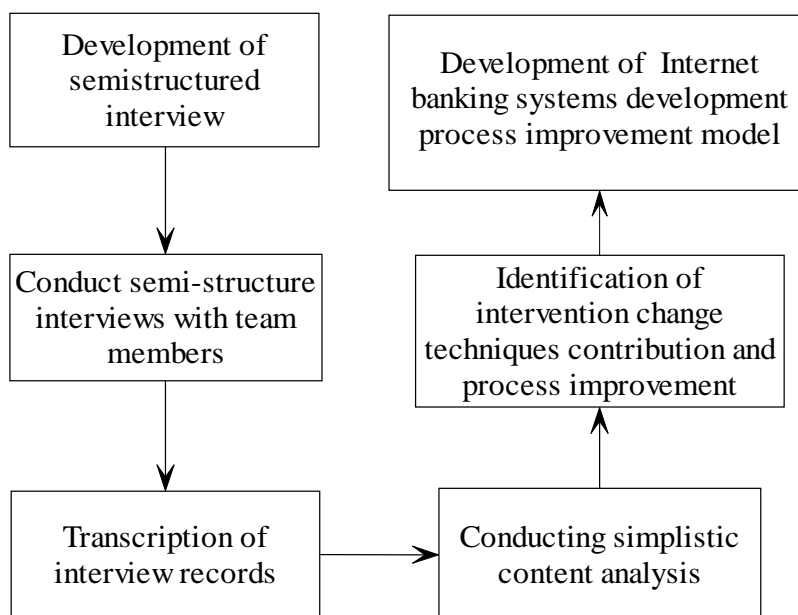 Development of
semistructured
interview
Conduct semi-structure
interviews with team
members
Transcription of
interview records
Conducting simplistic
content analysis
Identification of
intervention change
techniques contribution and
process improvement
Development of  Internet
banking systems development
process improvement model